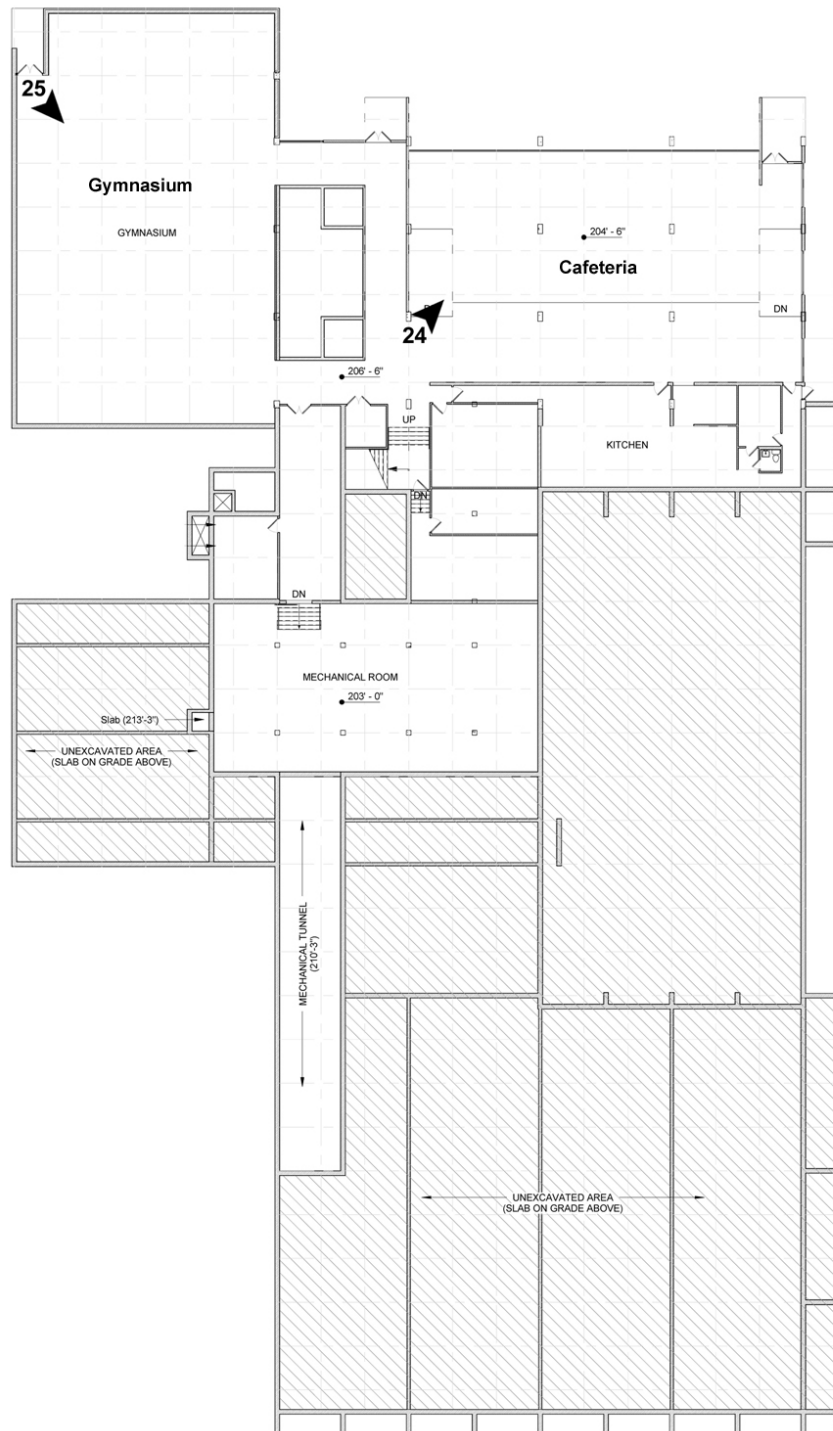 25
Gymnasium
GYMNASIUM
204' - 6"
Cafeteria
DN
24
206' - 6"
UP
KITCHEN
DN
DN
MECHANICAL ROOM
203' - 0"
Slab (213'-3")
UNEXCAVATED AREA
(SLAB ON GRADE ABOVE)
MECHANICAL TUNNEL
(210'-3")
UNEXCAVATED AREA
(SLAB ON GRADE ABOVE)